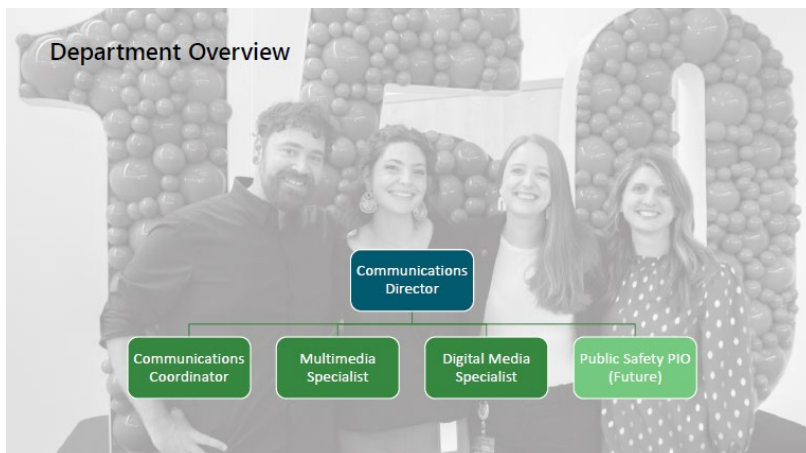 Department Overview
Communications
Director
Communications
Coordinator
Multimedia
Specialist
Digital Media
Specialist
Public Safety PIO
(Future)